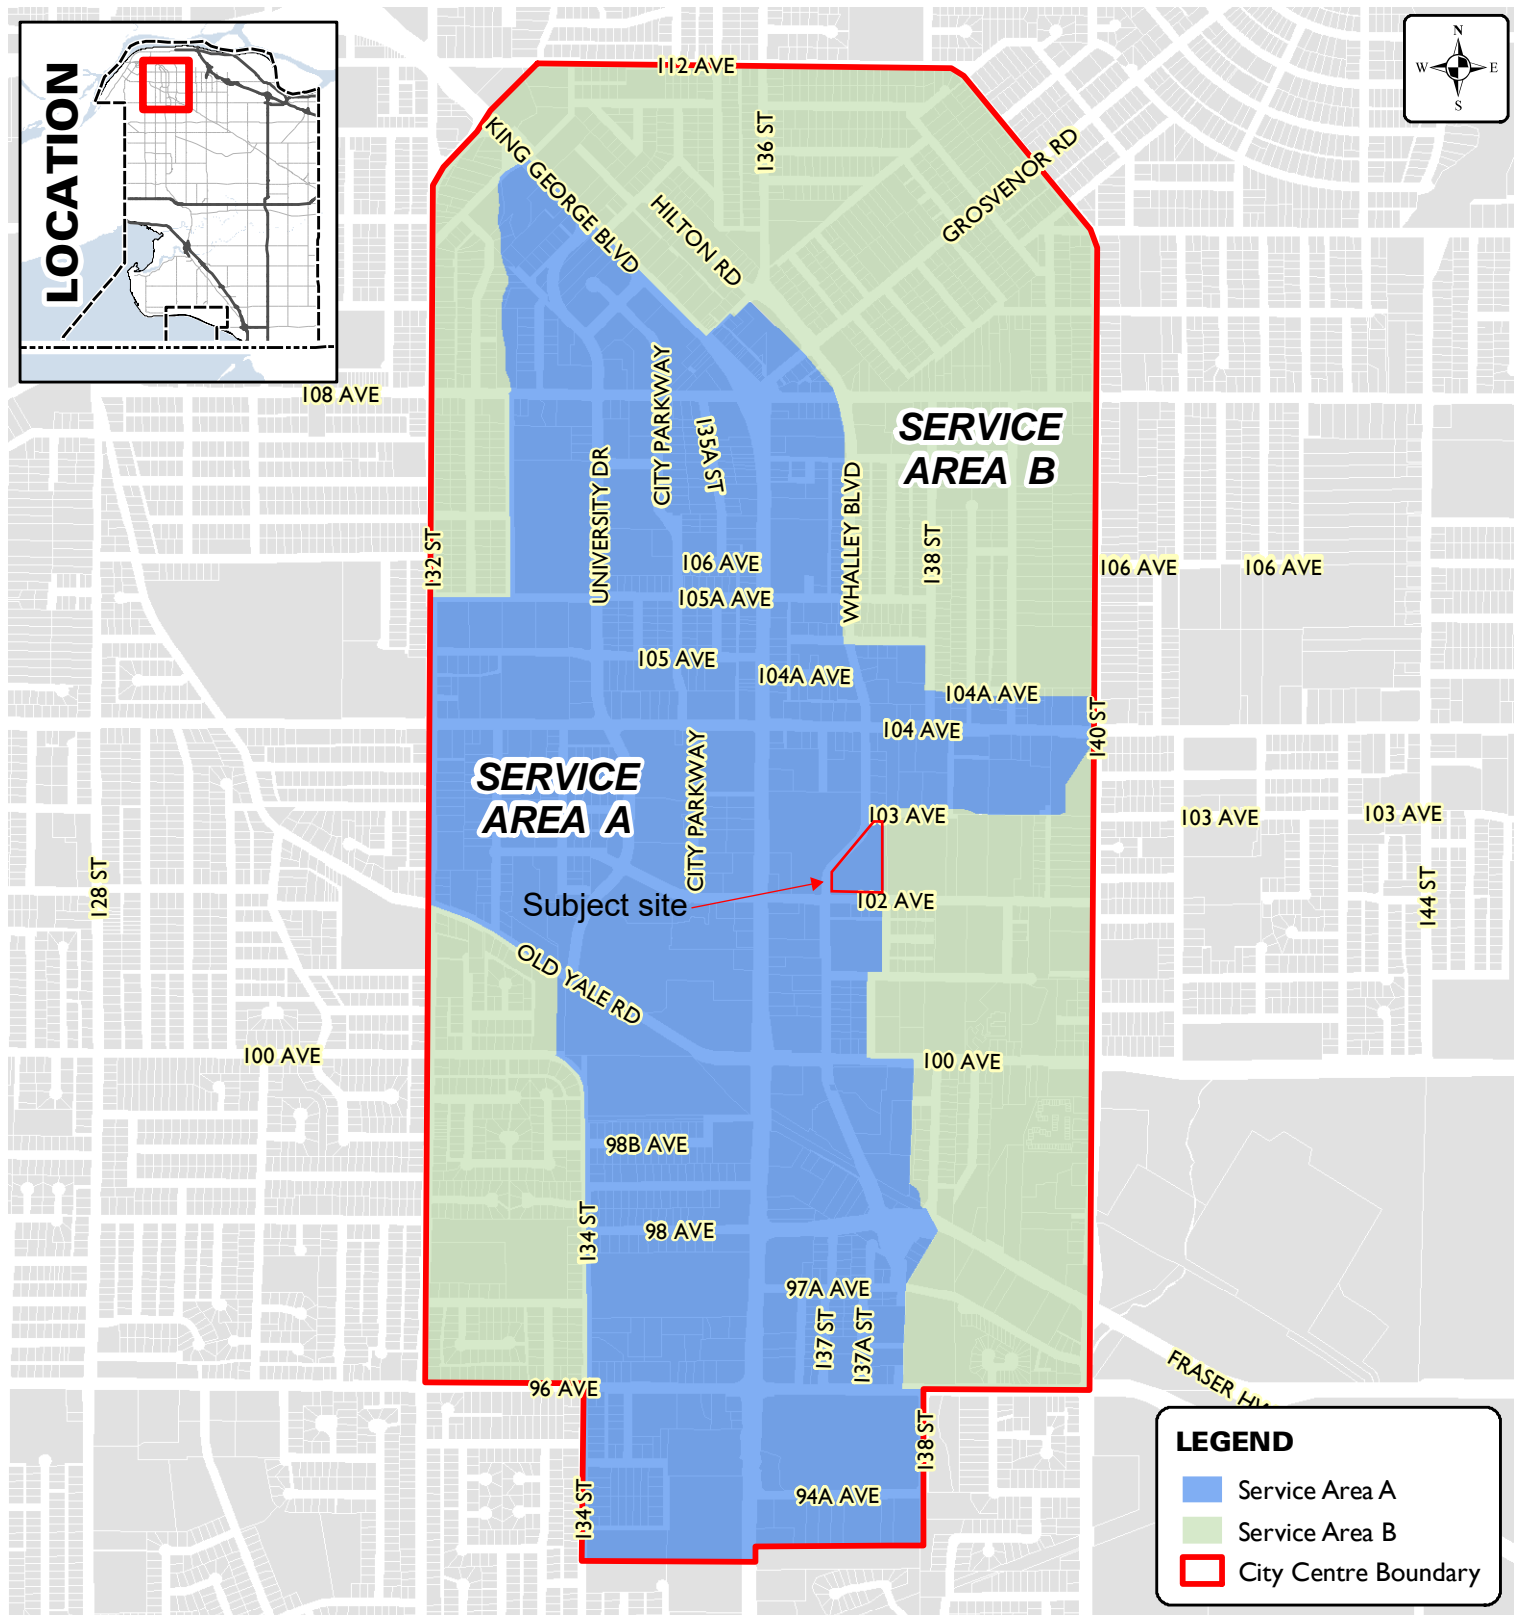 LOCATION
N
W
E
S
112 AVE
136 ST
KING GEORGE BLVD
HILTON RD
GROSVENOR RD
108 AVE
CITY PARKWAY
135A ST
SERVICE
AREA B
UNIVERSITY DR
WHALLEY BLVD
132 ST
138 ST
106 AVE
106 AVE
106 AVE
105A AVE
105 AVE
104A AVE
104A AVE
104 AVE
140 ST
CITY PARKWAY
SERVICE
AREA A
103 AVE
103 AVE
103 AVE
128 ST
144 ST
Subject site
102 AVE
OLD YALE RD
100 AVE
100 AVE
98B AVE
134 ST
98 AVE
97A AVE
137 ST
137A ST
96 AVE
FRASER HW
138 ST
134 ST
94A AVE
LEGEND
Service Area A
Service Area B
City Centre Boundary